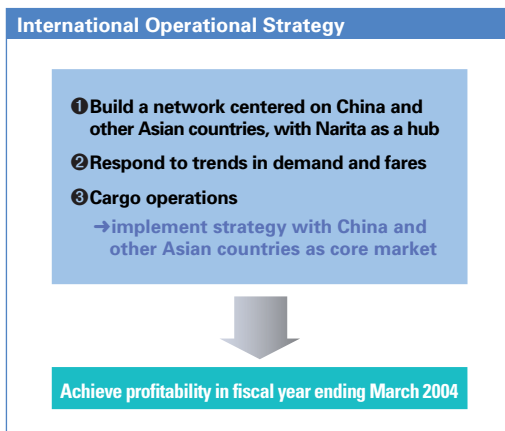 International Operational Strategy
❶Build a network centered on China and
other Asian countries, with Narita as a hub
❷Respond to trends in demand and fares
❸Cargo operations
➔implement strategy with China and
other Asian countries as core market
Achieve profitability in fiscal year ending March 2004